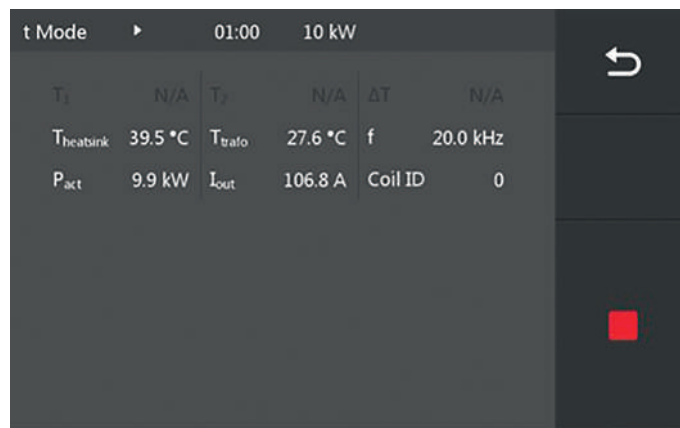 t Mode 01:00 10 kW
T₁ N/A T₂ N/A ΔT N/A
Theatsink 39.5 °C Ttrafo 27.6 °C f 20.0 kHz
Pact 9.9 kW Iout 106.8 A Coil ID 0